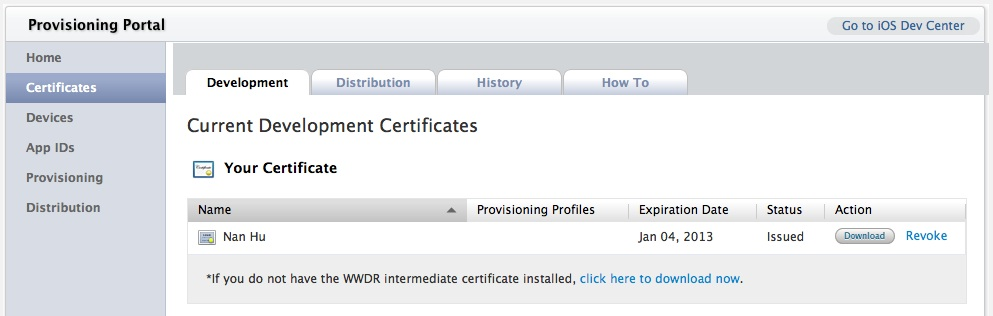 Provisioning Portal
Go to iOS Dev Center
Home
Certificates
Devices
App IDs
Provisioning
Distribution
Development Distribution History How To
Current Development Certificates
Your Certificate
Name Provisioning Profiles Expiration Date Status Action
Nan Hu Jan 04, 2013 Issued Download Revoke
*If you do not have the WWDR intermediate certificate installed, click here to download now.